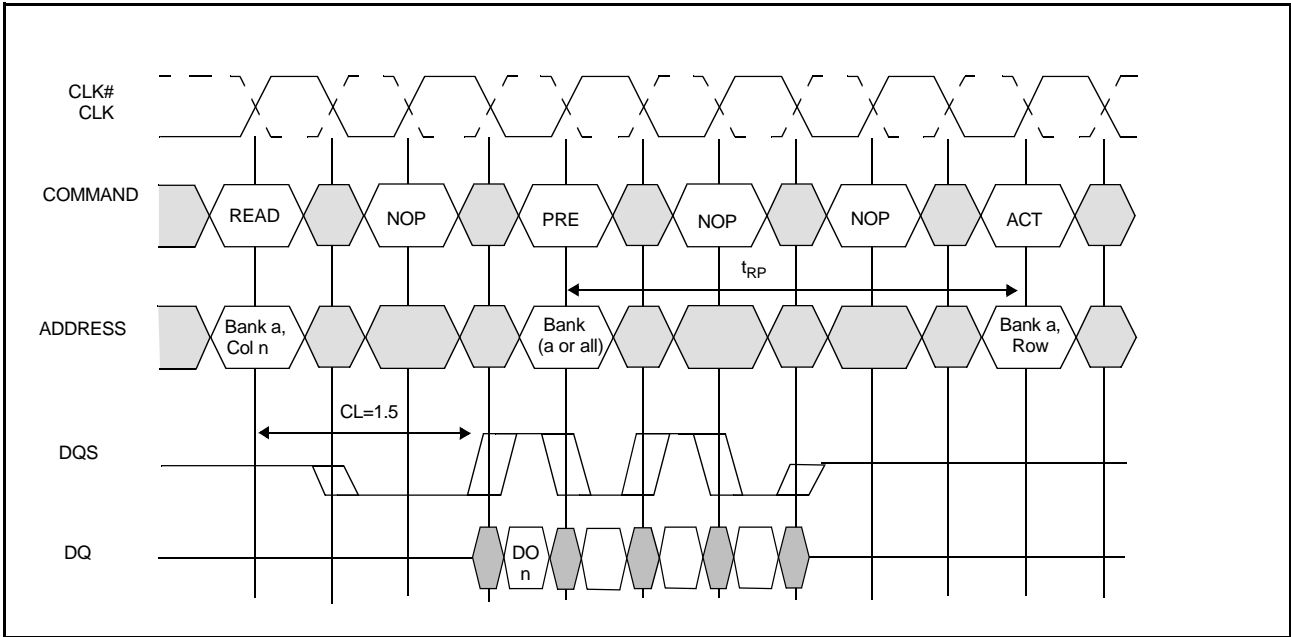 CLK#
CLK
COMMAND
READ
NOP
PRE
NOP
NOP
ACT
tRP
ADDRESS
Bank a,
Col n
Bank
(a or all)
Bank a,
Row
CL=1.5
DQS
DQ
DO
n